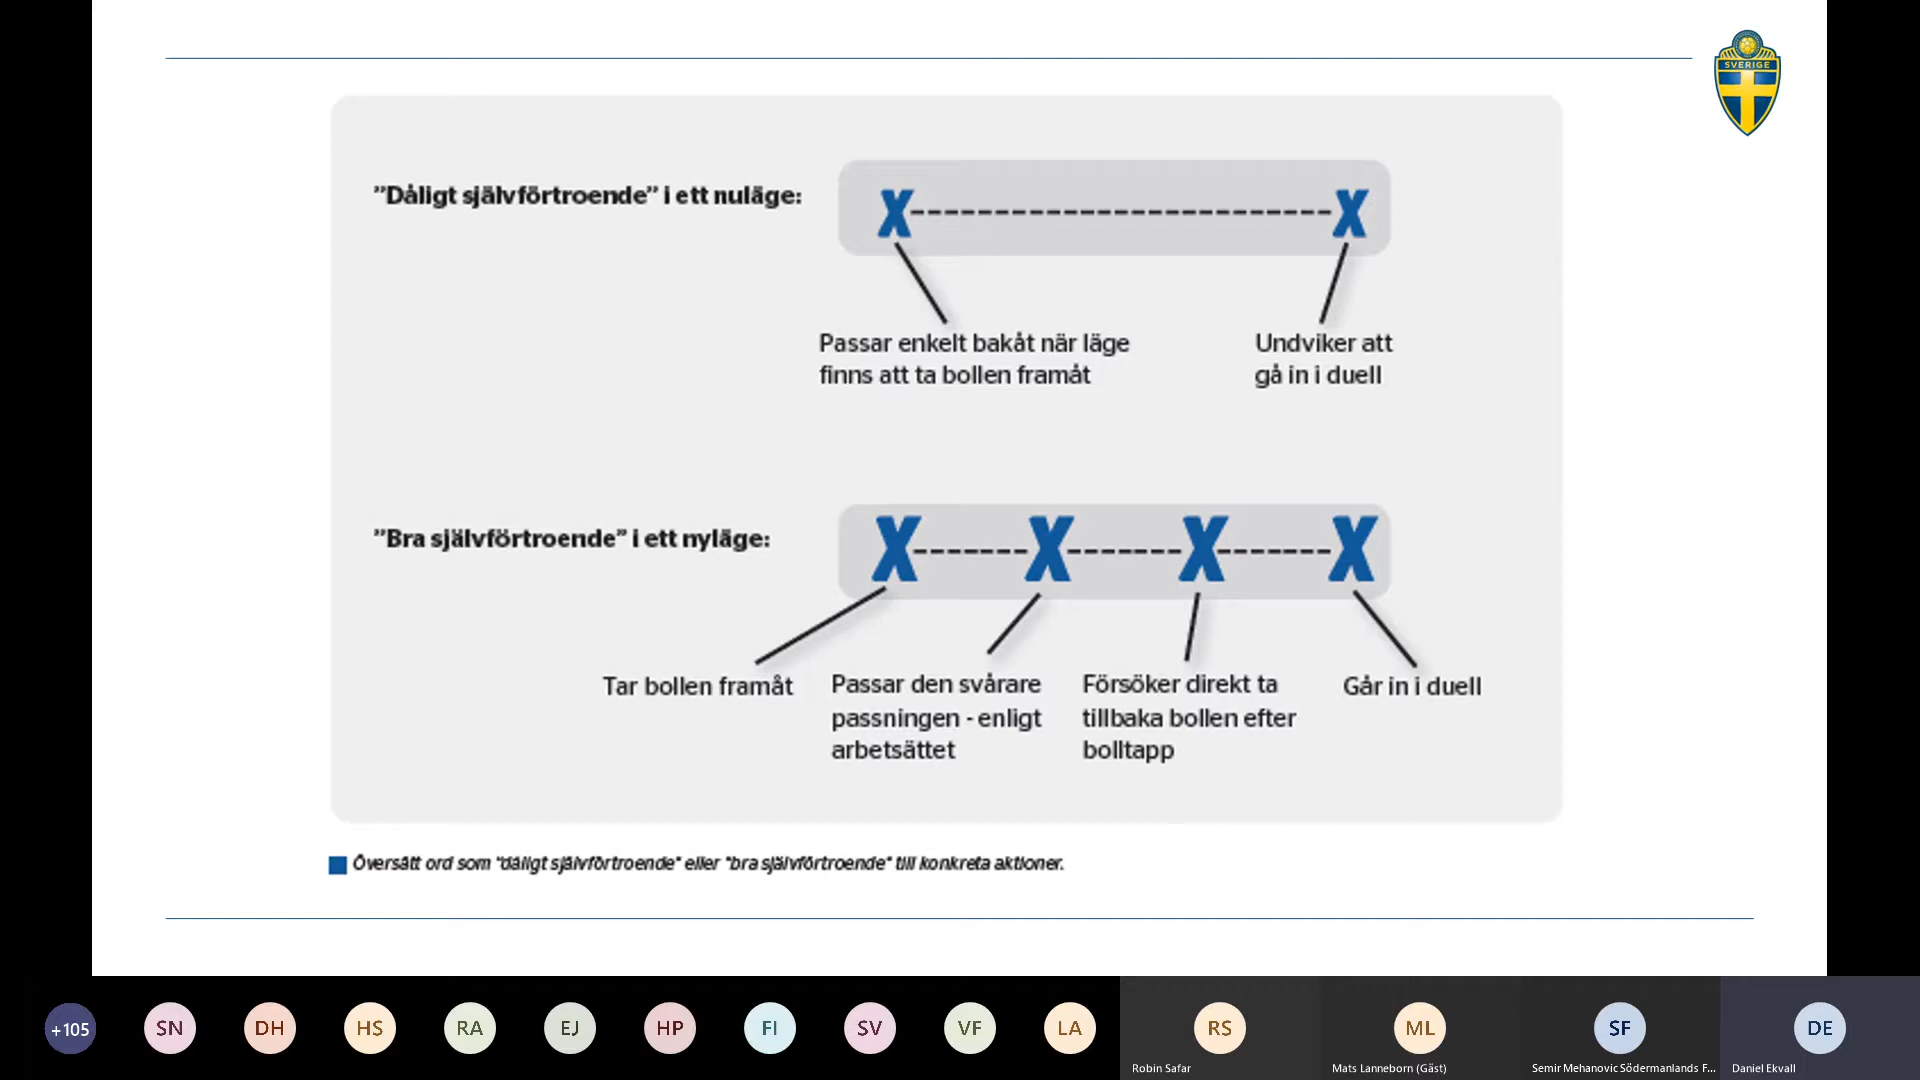 SVERIGE
”Dåligt självförtroende” i ett nuläge:
X X
Passar enkelt bakåt när läge
finns att ta bollen framåt
Undviker att
gå in i duell
”Bra självförtroende” i ett nyläge:
X X X X
Tar bollen framåt
Passar den svårare
passningen - enligt
arbetsättet
Försöker direkt ta
tillbaka bollen efter
bolltapp
Går in i duell
Översätt ord som "dåligt självförtroende" eller "bra självförtroende" till konkreta aktioner.
+105 SN DH HS RA EJ HP FI SV VF LA RS ML SF DE
Robin Safar Mats Lanneborn (Gäst) Semir Mehanovic Södermanlands F... Daniel Ekvall